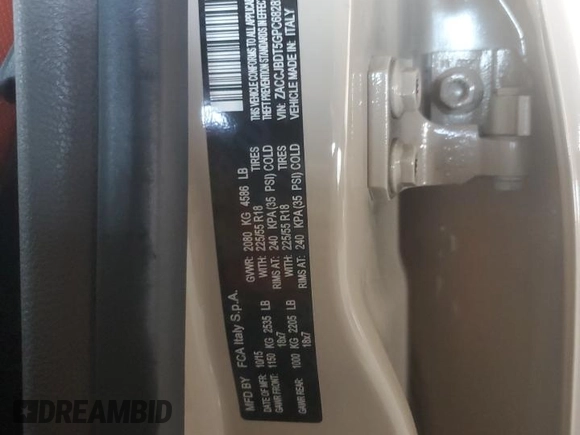 MFD BY FCA Italy S.p.A. GVWR: 2080 KG 4586 LB
DATE OF MFR: 10/15 WITH: 225/55 R18 TIRES
GAWR FRONT: 1150 KG 2535 LB RIMS AT: 240 KPA(35 PSI) COLD
18x7 WITH: 225/55 R18 TIRES
GAWR REAR: 1000 KG 2205 LB RIMS AT: 240 KPA(35 PSI) COLD
18x7
THIS VEHICLE CONFORMS TO ALL
THEFT PREVENTION STANDARDS IN EFFECT
VIN: ZACCJBDT5GPC6828
VEHICLE MADE IN: ITALY
DREAMBID